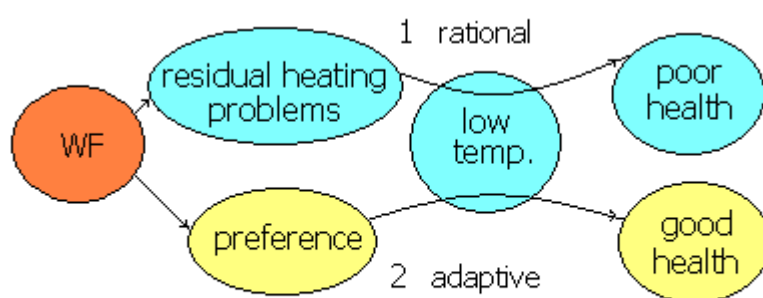 1 rational
residual heating
problems
poor
health
WF
low
temp.
preference
good
health
2 adaptive